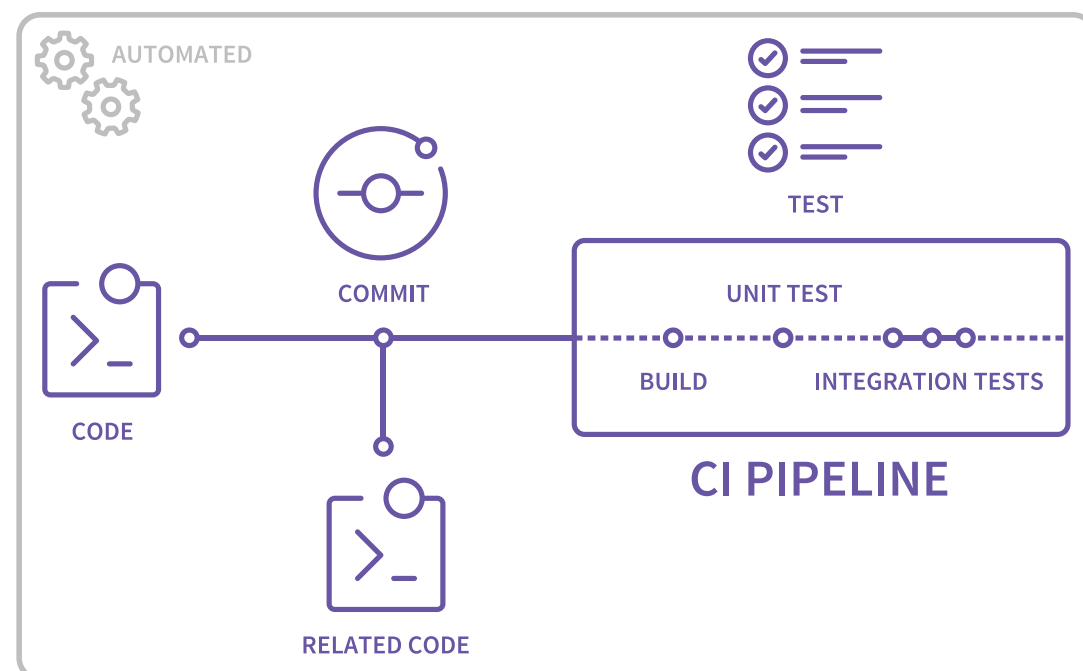 AUTOMATED
TEST
COMMIT
UNIT TEST
BUILD
INTEGRATION TESTS
CODE
CI PIPELINE
RELATED CODE